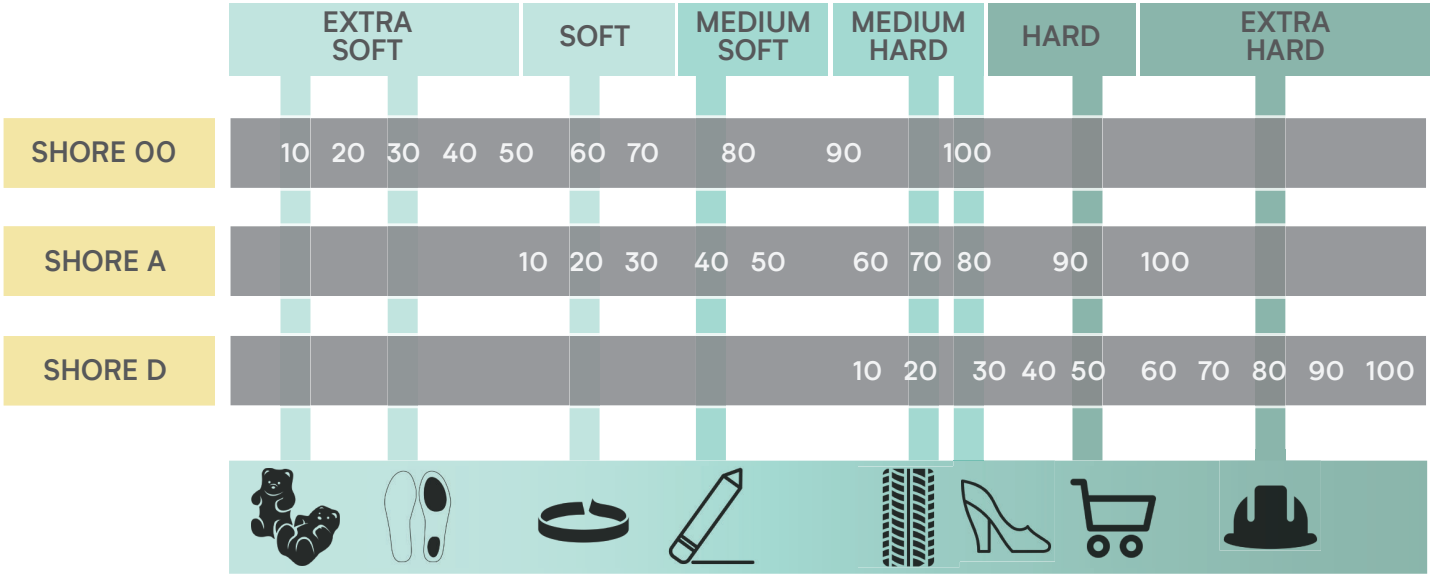 EXTRA
SOFT
SOFT
MEDIUM
SOFT
MEDIUM
HARD
HARD
EXTRA
HARD
SHORE OO 10 20 30 40 50 60 70 80 90 100
SHORE A 10 20 30 40 50 60 70 80 90 100
SHORE D 10 20 30 40 50 60 70 80 90 100